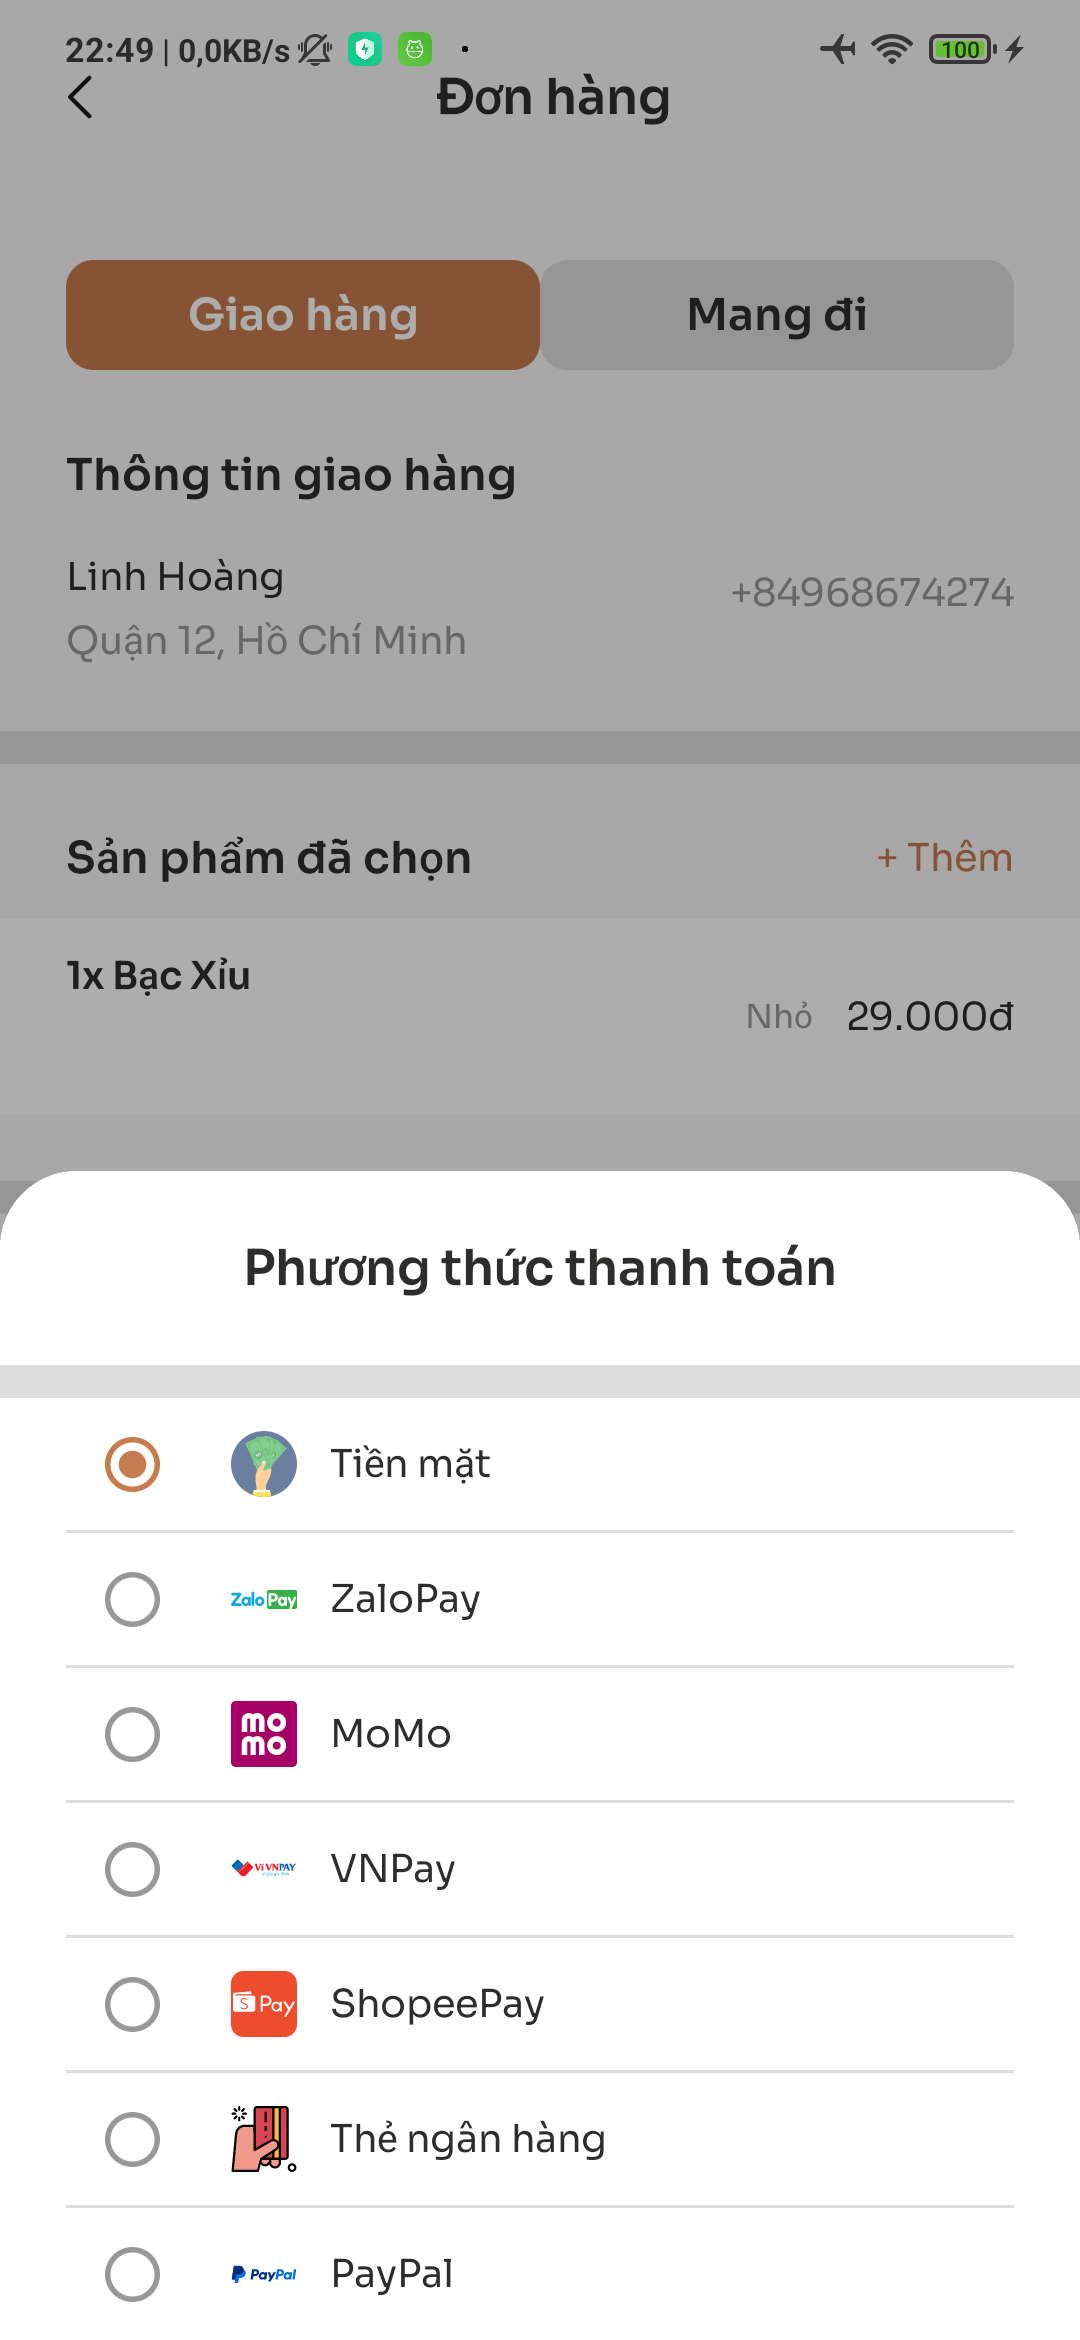 22:49 | 0,0KB/s
100
Đơn hàng
Giao hàng
Mang đi
Thông tin giao hàng
Linh Hoàng
+84968674274
Quận 12, Hồ Chí Minh
Sản phẩm đã chọn
+ Thêm
1x Bạc Xỉu
Nhỏ 29.000đ
Phương thức thanh toán
Tiền mặt
Zalo Pay ZaloPay
mo
mo
MoMo
Ví VNPAY VNPay
S Pay ShopeePay
Thẻ ngân hàng
PayPal PayPal